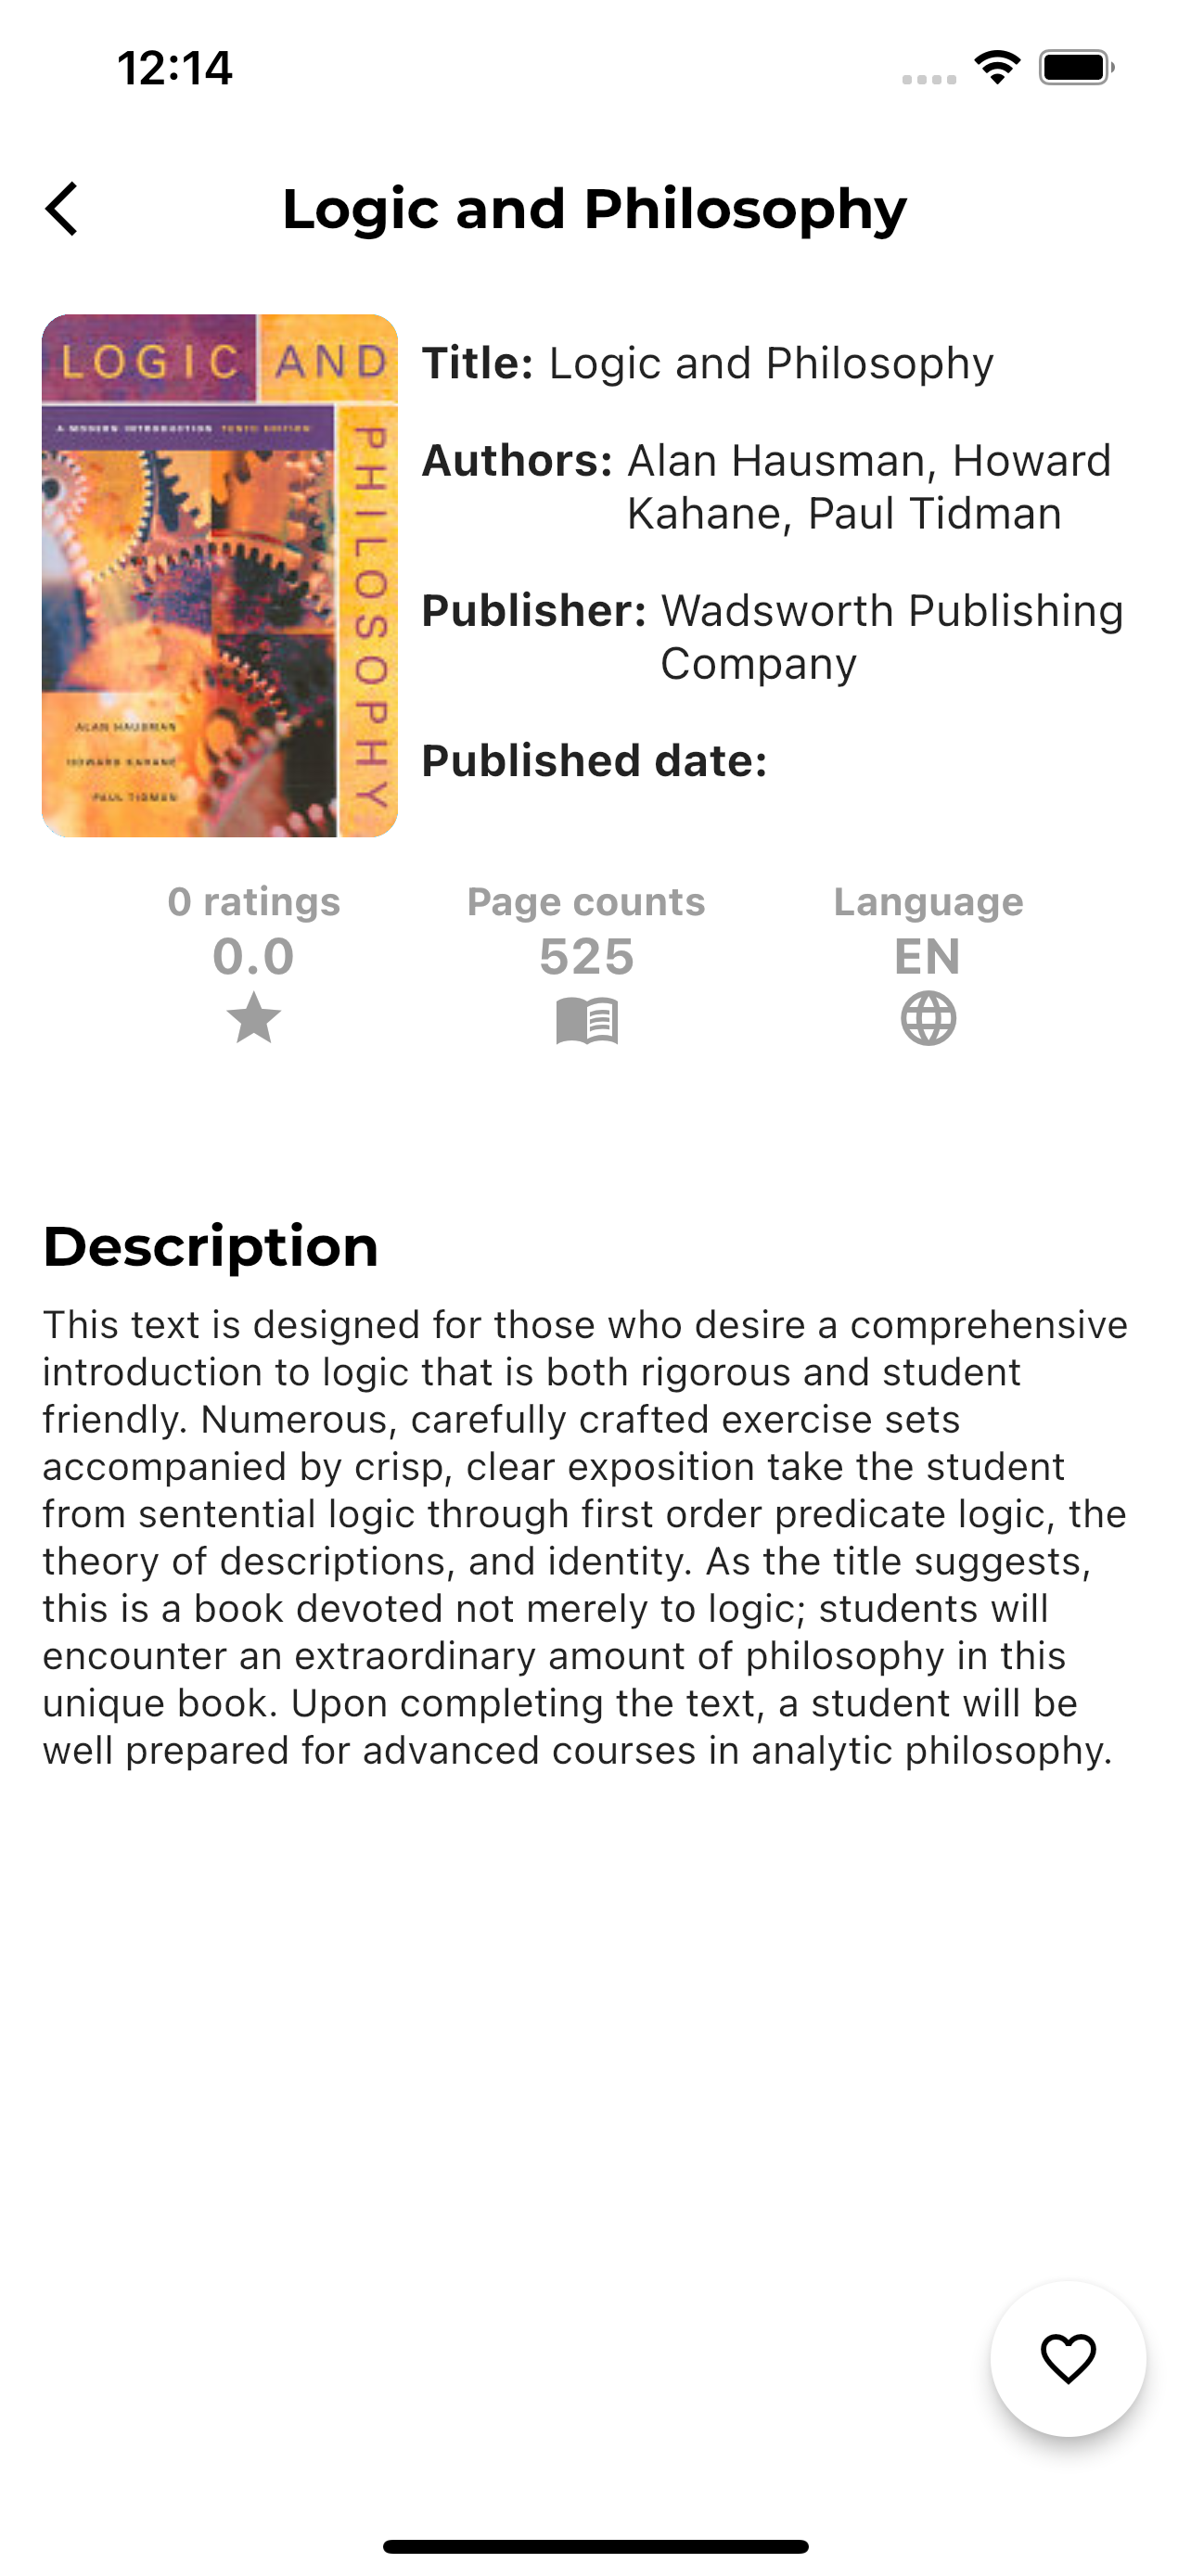 12:14
Logic and Philosophy
LOGIC AND
A MODERN INTRODUCTION TENTH EDITION
PHILOSOPHY
ALAN HAUSMAN
HOWARD KAHANE
PAUL TIDMAN
Title: Logic and Philosophy
Authors: Alan Hausman, Howard
Kahane, Paul Tidman
Publisher: Wadsworth Publishing
Company
Published date:
0 ratings
0.0
Page counts
525
Language
EN
Description
This text is designed for those who desire a comprehensive
introduction to logic that is both rigorous and student
friendly. Numerous, carefully crafted exercise sets
accompanied by crisp, clear exposition take the student
from sentential logic through first order predicate logic, the
theory of descriptions, and identity. As the title suggests,
this is a book devoted not merely to logic; students will
encounter an extraordinary amount of philosophy in this
unique book. Upon completing the text, a student will be
well prepared for advanced courses in analytic philosophy.